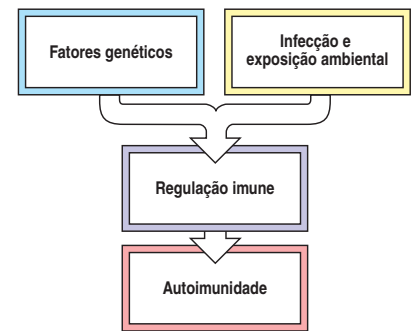 Fatores genéticos
Infecção e
exposição ambiental
Regulação imune
Autoimunidade